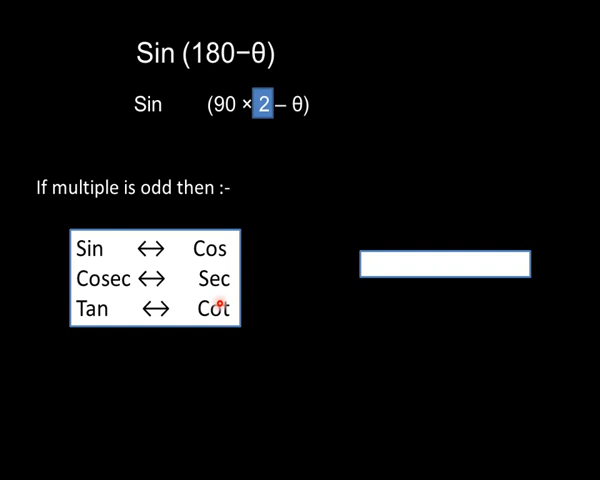 Sin (180−θ)
Sin (90 × 2 – θ)
If multiple is odd then :-
Sin ↔ Cos
Cosec ↔ Sec
Tan ↔ Cot